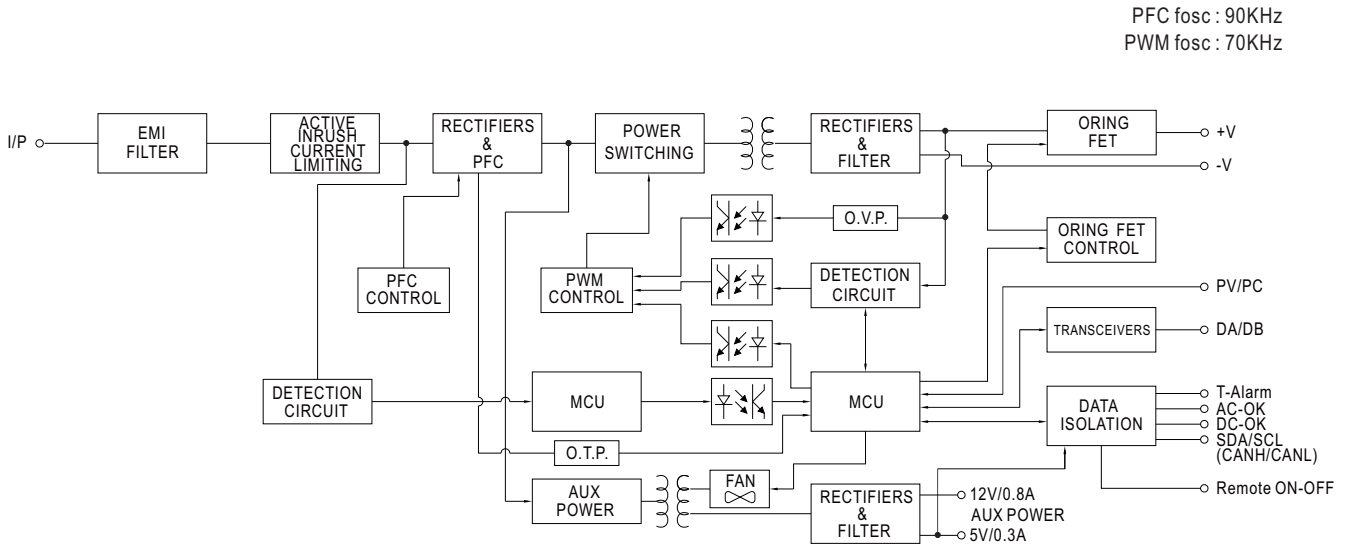 PFC fosc : 90KHz
PWM fosc : 70KHz
I/P
EMI
FILTER
ACTIVE
INRUSH
CURRENT
LIMITING
RECTIFIERS
&
PFC
POWER
SWITCHING
RECTIFIERS
&
FILTER
ORING
FET
+V
-V
O.V.P.
ORING FET
CONTROL
PFC
CONTROL
PWM
CONTROL
DETECTION
CIRCUIT
PV/PC
TRANSCEIVERS
DA/DB
DETECTION
CIRCUIT
MCU
MCU
DATA
ISOLATION
T-Alarm
AC-OK
DC-OK
SDA/SCL
(CANH/CANL)
O.T.P.
AUX
POWER
FAN
RECTIFIERS
&
FILTER
12V/0.8A
AUX POWER
5V/0.3A
Remote ON-OFF